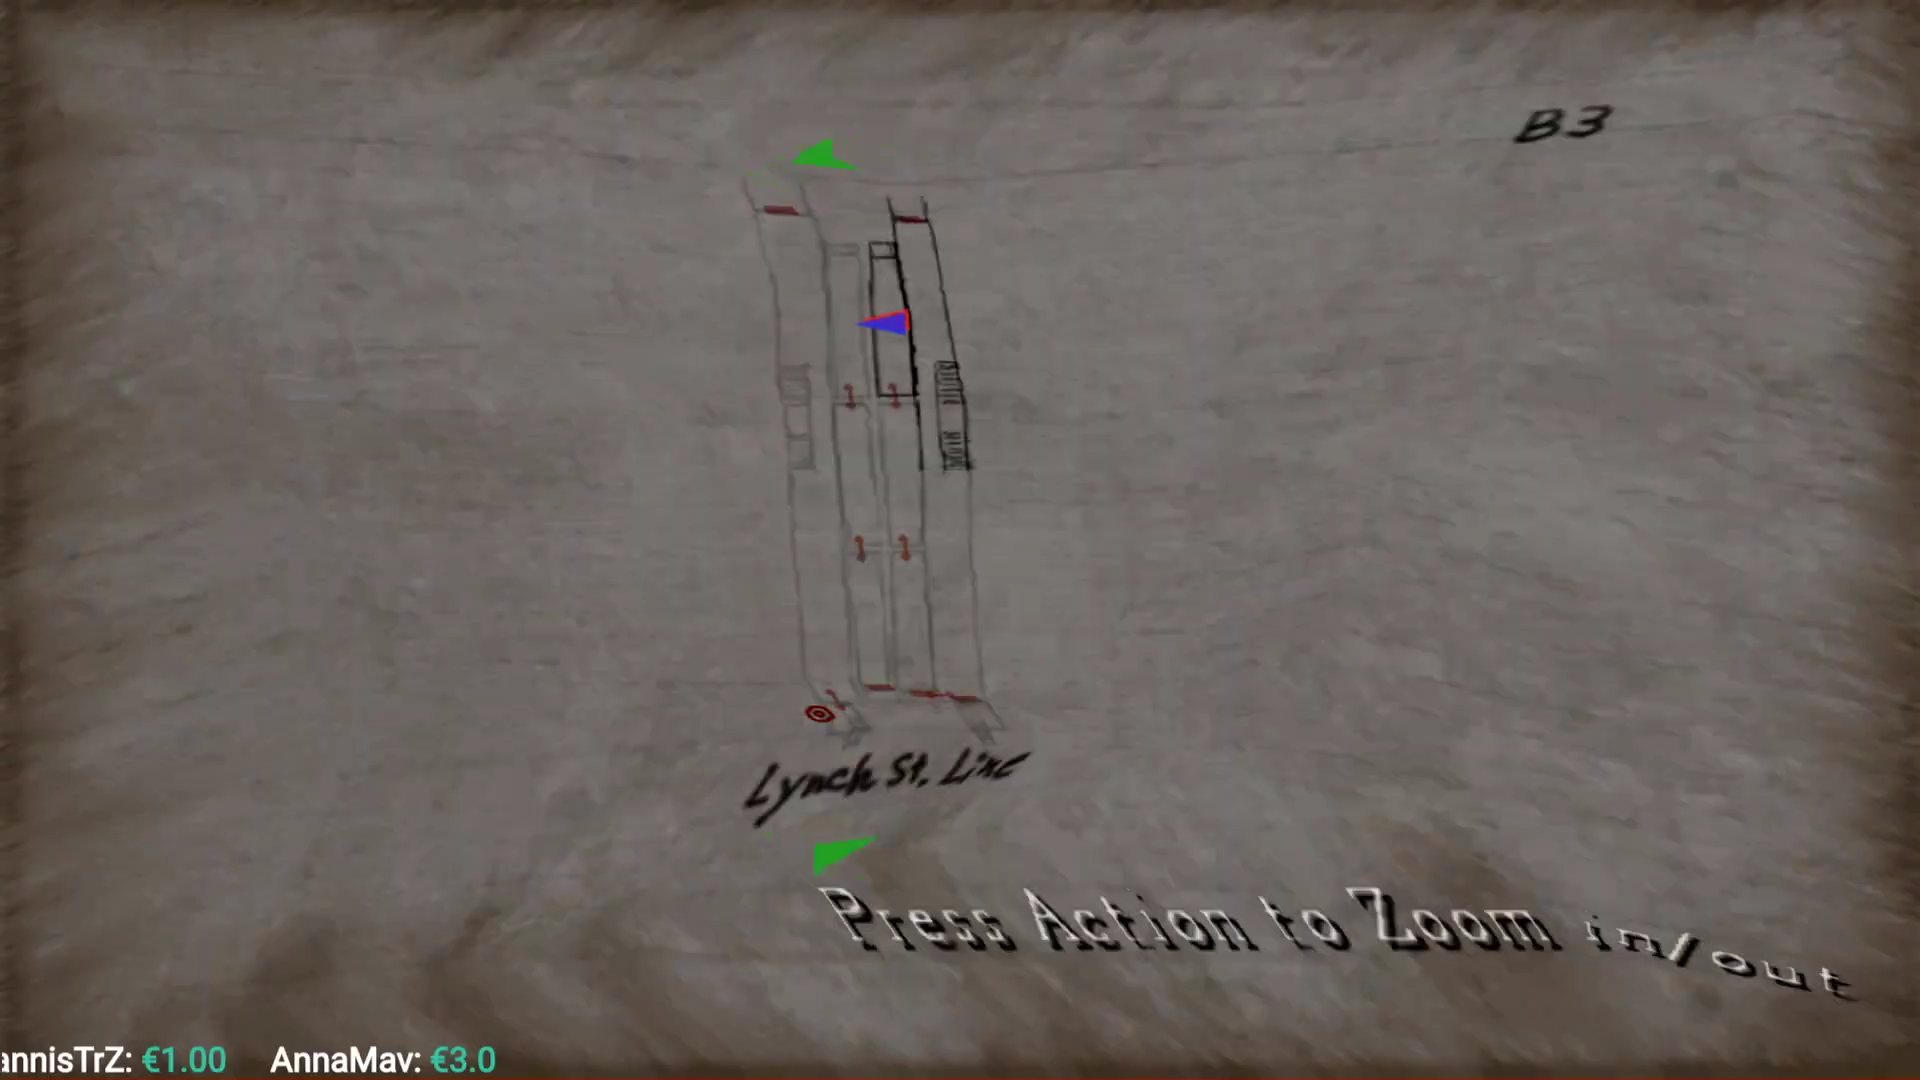 B3
Lynch St. Line
Press Action to Zoom in/out
annisTrZ: €1.00 AnnaMav: €3.0